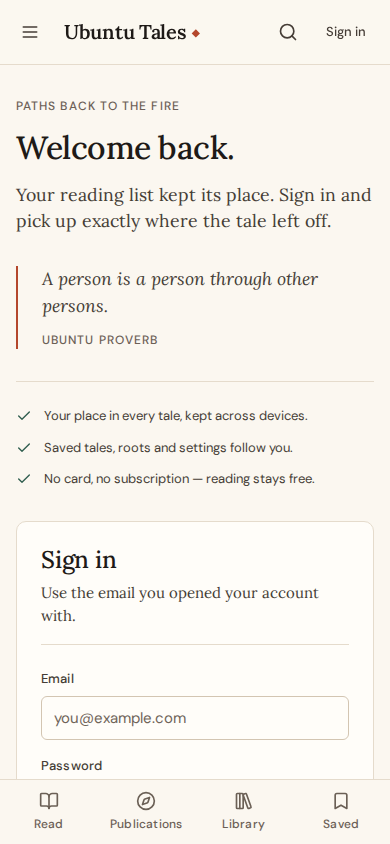 Ubuntu Tales
Sign in
PATHS BACK TO THE FIRE
Welcome back.
Your reading list kept its place. Sign in and
pick up exactly where the tale left off.
A person is a person through other
persons.
UBUNTU PROVERB
Your place in every tale, kept across devices.
Saved tales, roots and settings follow you.
No card, no subscription — reading stays free.
Sign in
Use the email you opened your account
with.
Email
you@example.com
Password
Read
Publications
Library
Saved